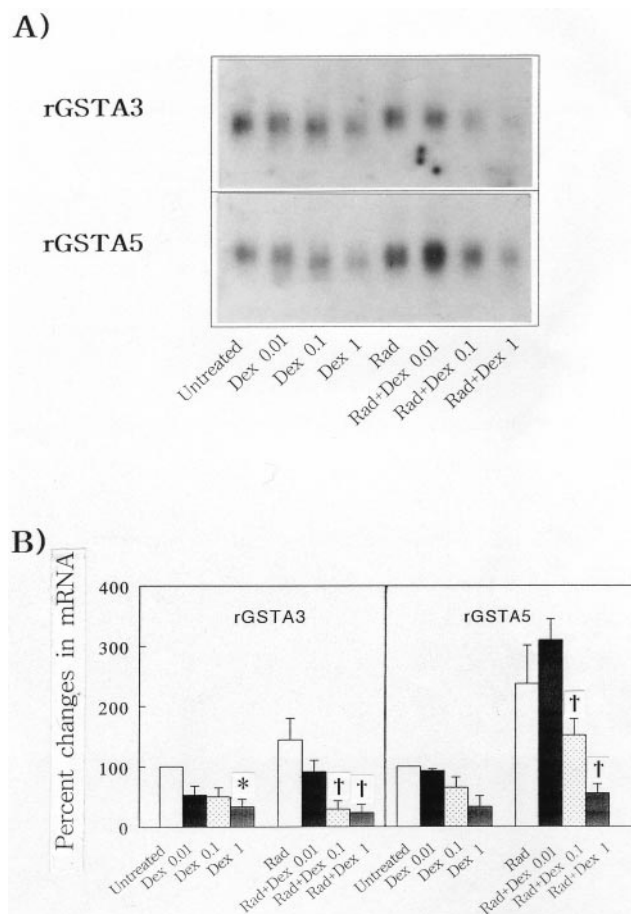 A)
rGSTA3
rGSTA5
Untreated
Dex 0.01
Dex 0.1
Dex 1
Rad
Rad+Dex 0.01
Rad+Dex 0.1
Rad+Dex 1
B)
Percent changes in mRNA
400
300
200
100
0
rGSTA3
rGSTA5
*
†
†
†
†
Untreated
Dex 0.01
Dex 0.1
Dex 1
Rad
Rad+Dex 0.01
Rad+Dex 0.1
Rad+Dex 1
Untreated
Dex 0.01
Dex 0.1
Dex 1
Rad
Rad+Dex 0.01
Rad+Dex 0.1
Rad+Dex 1